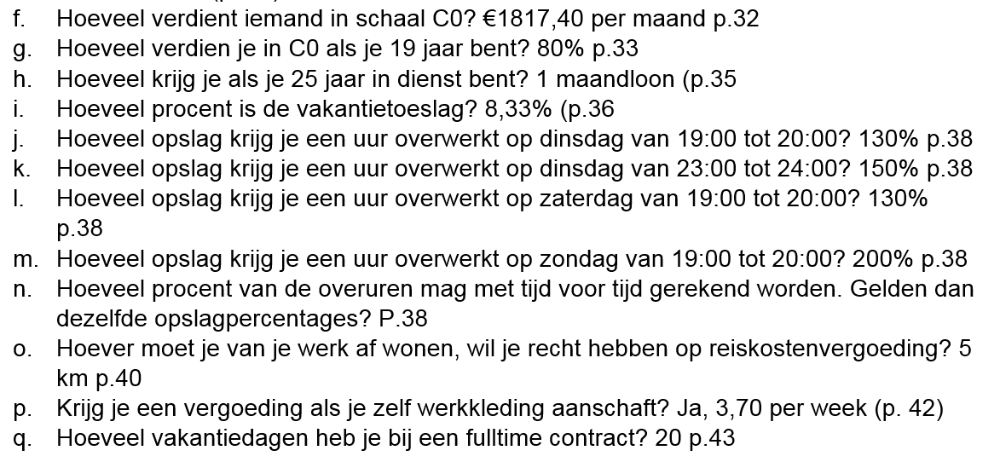 f. Hoeveel verdient iemand in schaal C0? €1817,40 per maand p.32
g. Hoeveel verdien je in C0 als je 19 jaar bent? 80% p.33
h. Hoeveel krijg je als je 25 jaar in dienst bent? 1 maandloon (p.35
i. Hoeveel procent is de vakantietoeslag? 8,33% (p.36
j. Hoeveel opslag krijg je een uur overwerkt op dinsdag van 19:00 tot 20:00? 130% p.38
k. Hoeveel opslag krijg je een uur overwerkt op dinsdag van 23:00 tot 24:00? 150% p.38
l. Hoeveel opslag krijg je een uur overwerkt op zaterdag van 19:00 tot 20:00? 130%
p.38
m. Hoeveel opslag krijg je een uur overwerkt op zondag van 19:00 tot 20:00? 200% p.38
n. Hoeveel procent van de overuren mag met tijd voor tijd gerekend worden. Gelden dan
dezelfde opslagpercentages? P.38
o. Hoever moet je van je werk af wonen, wil je recht hebben op reiskostenvergoeding? 5
km p.40
p. Krijg je een vergoeding als je zelf werkkleding aanschaft? Ja, 3,70 per week (p. 42)
q. Hoeveel vakantiedagen heb je bij een fulltime contract? 20 p.43